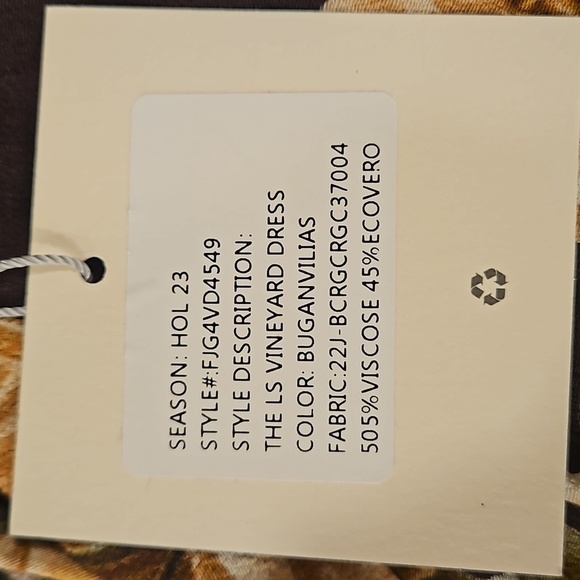 SEASON: HOL 23
STYLE#:FJG4VD4549
STYLE DESCRIPTION:
THE LS VINEYARD DRESS
COLOR: BUGANVILIAS
FABRIC:22J-BCRGCRGC37004
505%VISCOSE 45%ECOVERO